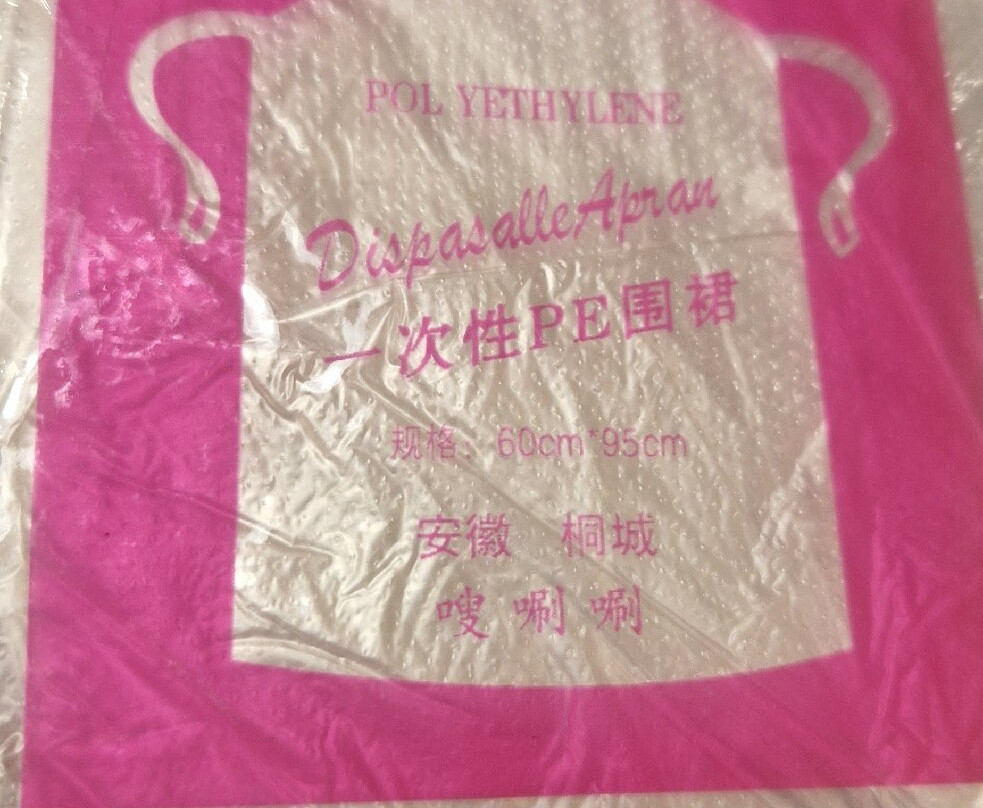 POL YETHYLENE
DispasalleApran
一次性PE围裙
规格：60cm*95cm
安徽 桐城
嗖唰唰